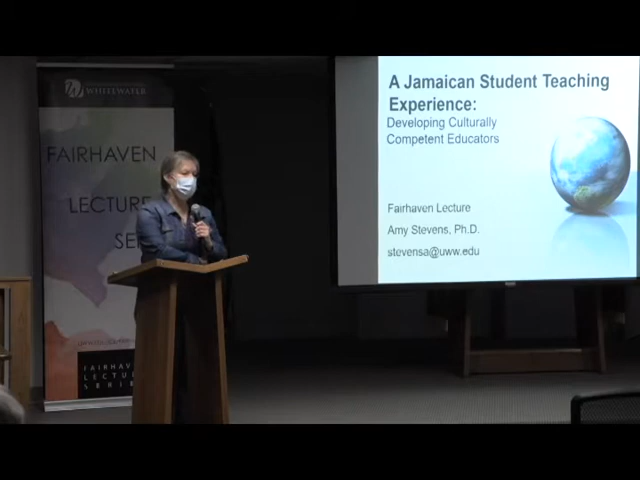 WHITEWATER
FAIRHAVEN
LECTURE
FAIRHAVEN
LECTURE
SERIES
A Jamaican Student Teaching
Experience:
Developing Culturally
Competent Educators
Fairhaven Lecture
Amy Stevens, Ph.D.
stevensa@uww.edu